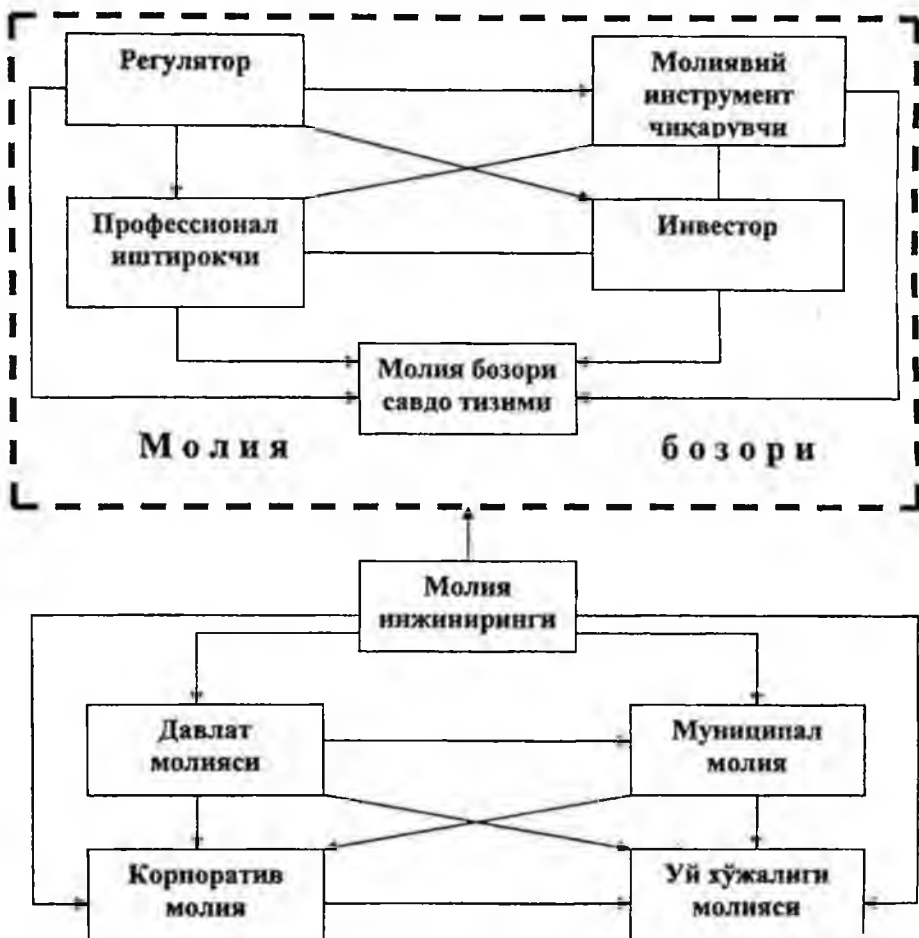 Регулятор
Молиявий
инструмент
чиқарувчи
Профессионал
иштирокчи
Инвестор
Молия бозори
савдо тизими
Молия бозори
Молия
инжиниринги
Давлат
молияси
Муниципал
молия
Корпоратив
молия
Уй хўжалиги
молияси